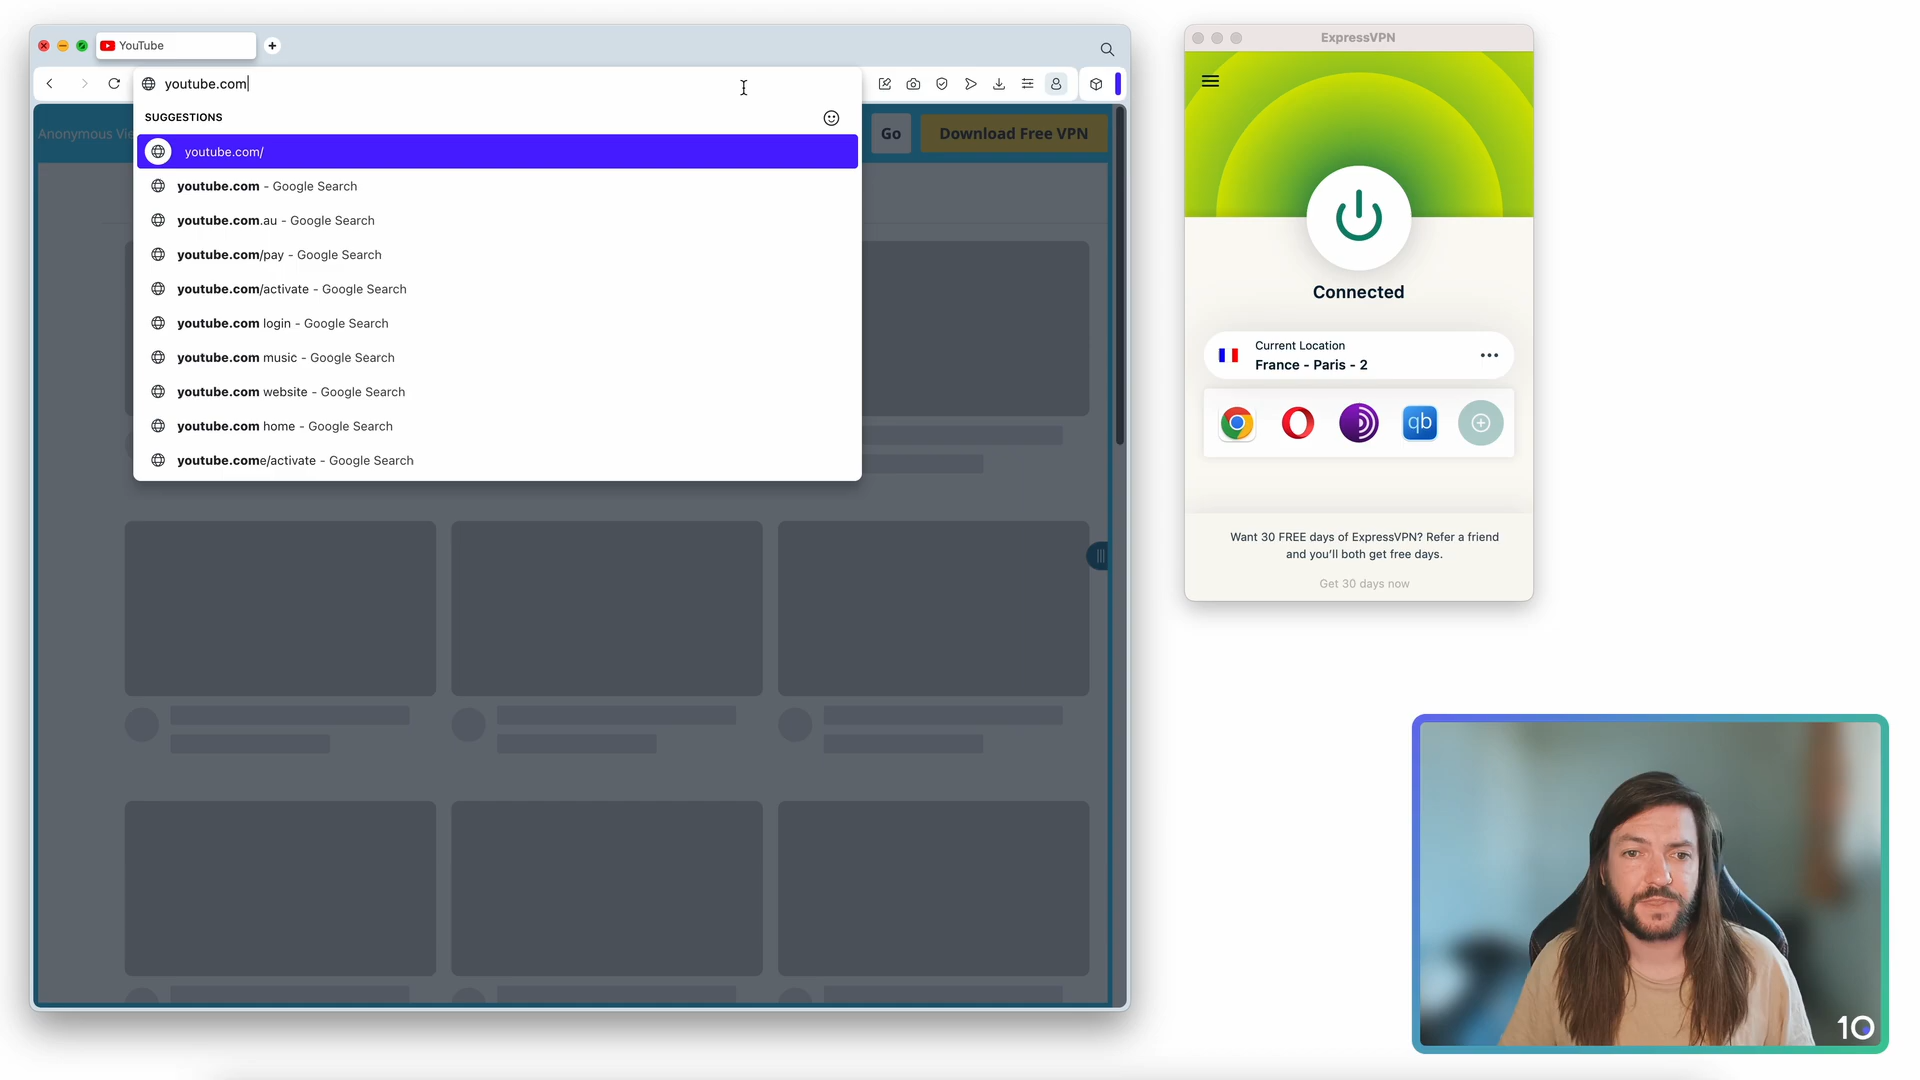 YouTube
youtube.com
SUGGESTIONS
Anonymous Vie
Go
Download Free VPN
youtube.com/
youtube.com - Google Search
youtube.com.au - Google Search
youtube.com/pay - Google Search
youtube.com/activate - Google Search
youtube.com login - Google Search
youtube.com music - Google Search
youtube.com website - Google Search
youtube.com home - Google Search
youtube.come/activate - Google Search
ExpressVPN
Connected
Current Location
France - Paris - 2
qb
Want 30 FREE days of ExpressVPN? Refer a friend
and you'll both get free days.
Get 30 days now
10